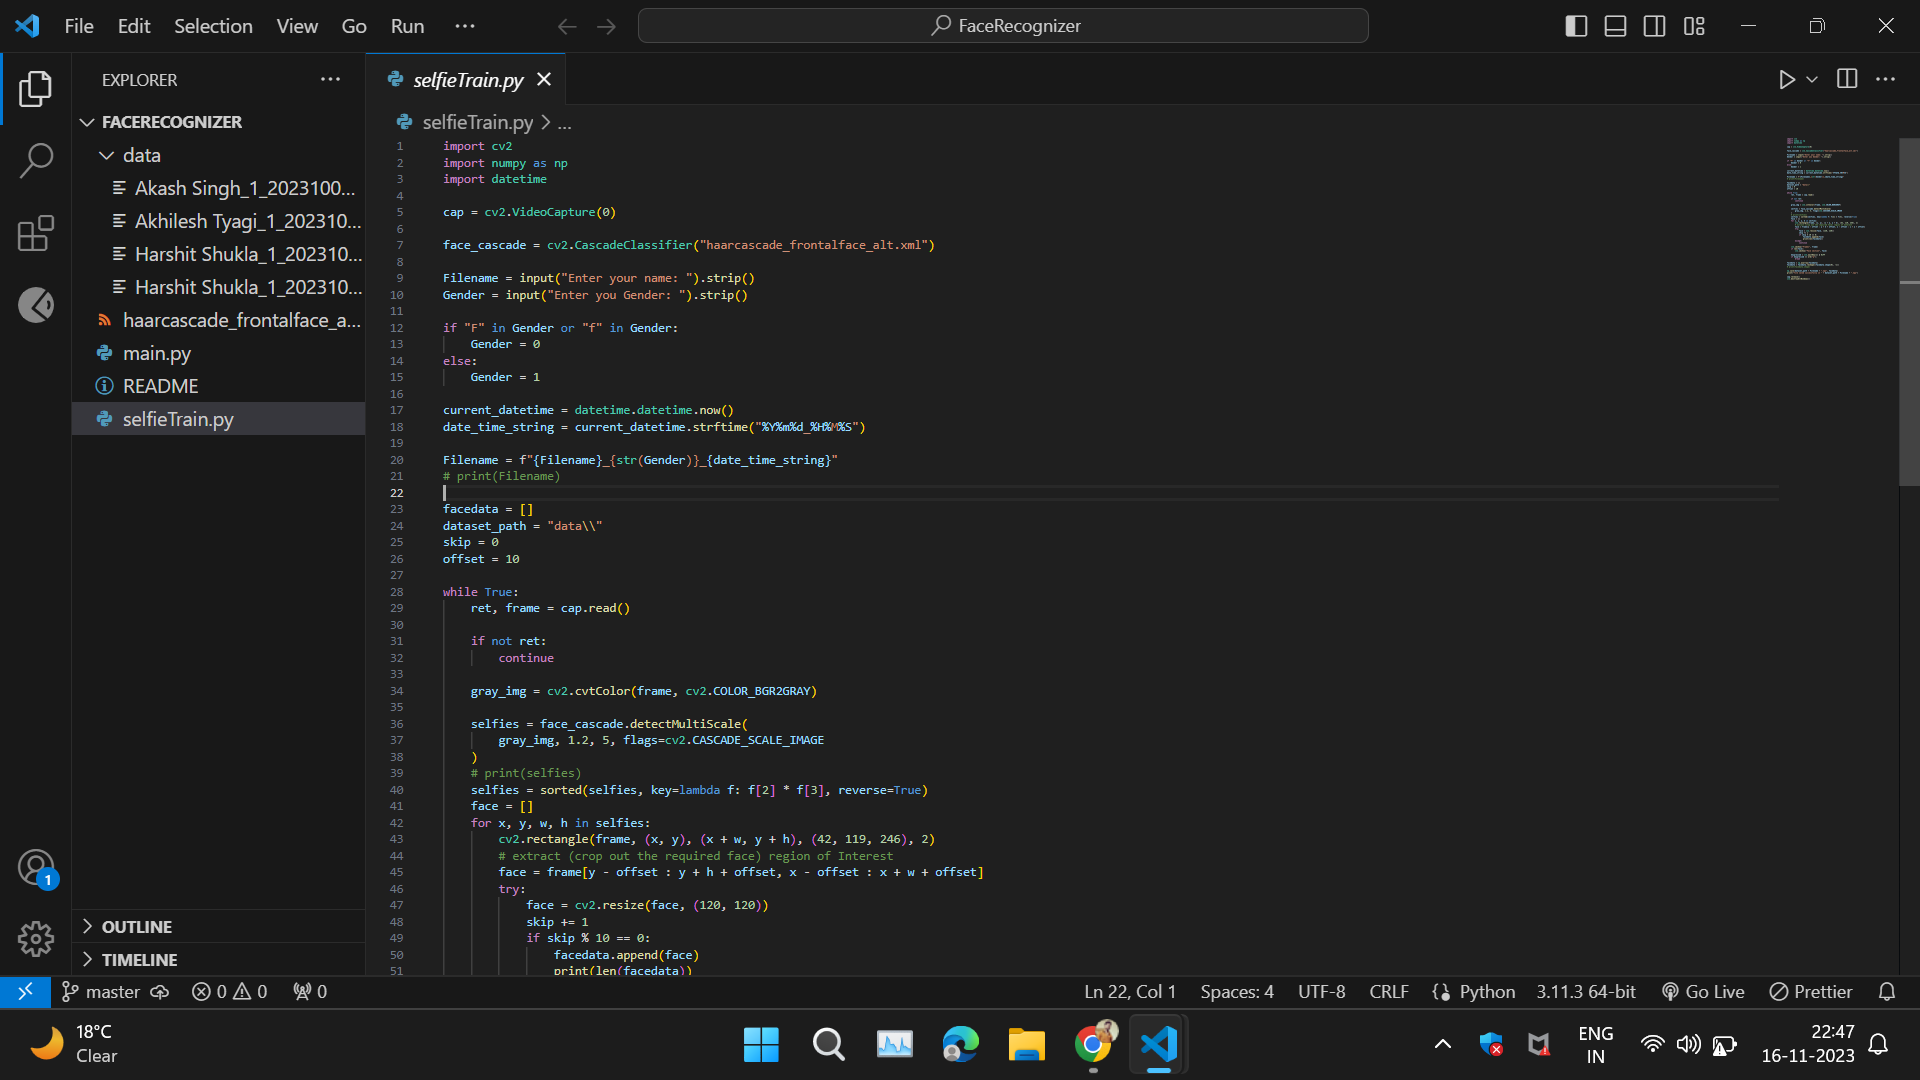 File Edit Selection View Go Run ...
FaceRecognizer
EXPLORER
selfieTrain.py
FACERECOGNIZER
data
Akash Singh_1_2023100...
Akhilesh Tyagi_1_202310...
Harshit Shukla_1_202310...
Harshit Shukla_1_202310...
haarcascade_frontalface_a...
main.py
README
selfieTrain.py
OUTLINE
TIMELINE
selfieTrain.py > ...
1 import cv2
2 import numpy as np
3 import datetime
4
5 cap = cv2.VideoCapture(0)
6
7 face_cascade = cv2.CascadeClassifier("haarcascade_frontalface_alt.xml")
8
9 Filename = input("Enter your name: ").strip()
10 Gender = input("Enter you Gender: ").strip()
11
12 if "F" in Gender or "f" in Gender:
13     Gender = 0
14 else:
15     Gender = 1
16
17 current_datetime = datetime.datetime.now()
18 date_time_string = current_datetime.strftime("%Y%m%d_%H%M%S")
19
20 Filename = f"{Filename}_{str(Gender)}_{date_time_string}"
21 # print(Filename)
22
23 facedata = []
24 dataset_path = "data\\"
25 skip = 0
26 offset = 10
27
28 while True:
29     ret, frame = cap.read()
30
31     if not ret:
32         continue
33
34     gray_img = cv2.cvtColor(frame, cv2.COLOR_BGR2GRAY)
35
36     selfies = face_cascade.detectMultiScale(
37         gray_img, 1.2, 5, flags=cv2.CASCADE_SCALE_IMAGE
38     )
39     # print(selfies)
40     selfies = sorted(selfies, key=lambda f: f[2] * f[3], reverse=True)
41     face = []
42     for x, y, w, h in selfies:
43         cv2.rectangle(frame, (x, y), (x + w, y + h), (42, 119, 246), 2)
44         # extract (crop out the required face) region of Interest
45         face = frame[y - offset : y + h + offset, x - offset : x + w + offset]
46         try:
47             face = cv2.resize(face, (120, 120))
48             skip += 1
49             if skip % 10 == 0:
50                 facedata.append(face)
51                 print(len(facedata))
1
master 0 0 0
Ln 22, Col 1 Spaces: 4 UTF-8 CRLF Python 3.11.3 64-bit Go Live Prettier
18°C
Clear
ENG
IN
22:47
16-11-2023